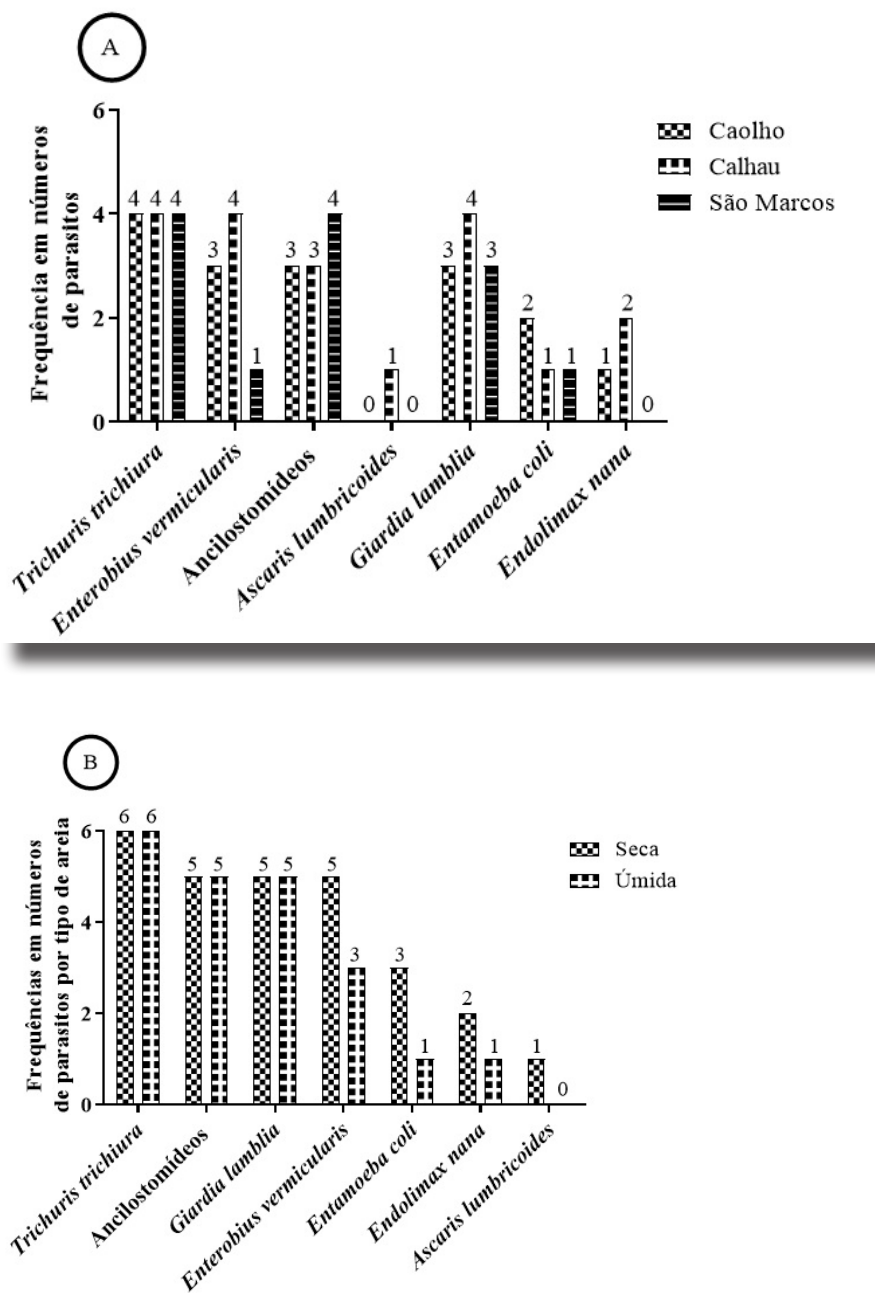 A
Frequência em números
de parasitos
6
4
2
0
4 4 4
3 4 1
3 3 4
0 1 0
3 4 3
2 1 1
1 2 0
Trichuris trichiura
Enterobius vermicularis
Ancilostomídeos
Ascaris lumbricoides
Giardia lamblia
Entamoeba coli
Endolimax nana
Caolho
Calhau
São Marcos
B
Frequências em números
de parasitos por tipo de areia
6
4
2
0
6 6
5 5
5 5
5 3
3 1
2 1
1 0
Trichuris trichiura
Ancilostomídeos
Giardia lamblia
Enterobius vermicularis
Entamoeba coli
Endolimax nana
Ascaris lumbricoides
Seca
Úmida